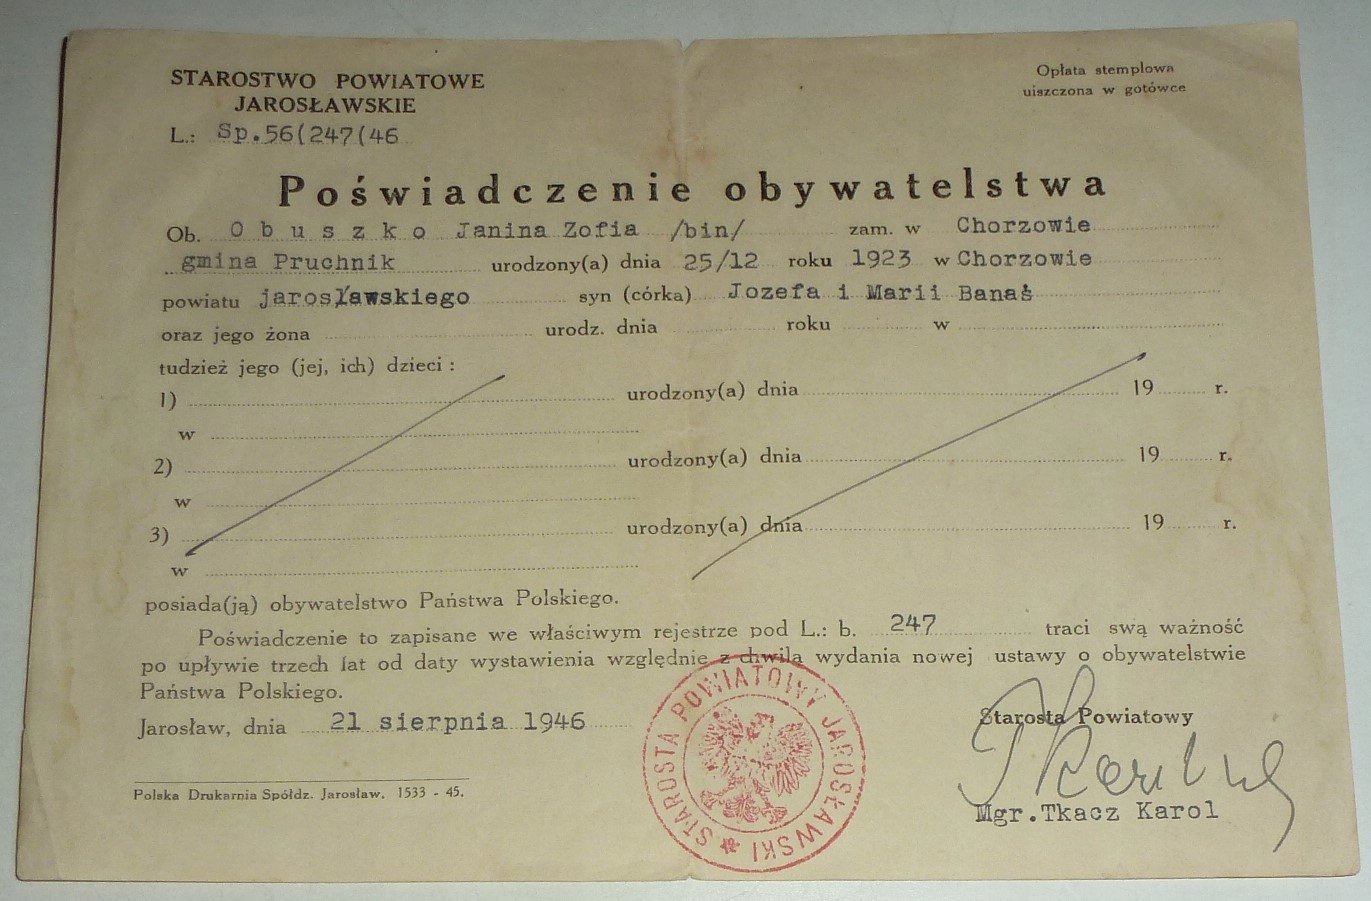 STAROSTWO POWIATOWE
JAROSŁAWSKIE
L.: Sp.56(247(46
Opłata stemplowa
uiszczona w gotówce
Poświadczenie obywatelstwa
Ob. O b u s z k o Janina Zofia /bin/ zam. w Chorzowie
gmina Pruchnik urodzony(a) dnia 25/12 roku 1923 w Chorzowie
powiatu jarosławskiego syn (córka) Jozefa i Marii Banaś
oraz jego żona urodz. dnia roku w
tudzież jego (jej, ich) dzieci :
1) urodzony(a) dnia 19 r.
w
2) urodzony(a) dnia 19 r.
w
3) urodzony(a) dnia 19 r.
w
posiada(ją) obywatelstwo Państwa Polskiego.
Poświadczenie to zapisane we właściwym rejestrze pod L.: b. 247 traci swą ważność
po upływie trzech lat od daty wystawienia względnie z chwilą wydania nowej ustawy o obywatelstwie
Państwa Polskiego.
Jarosław, dnia 21 sierpnia 1946
STAROSTA POWIATOWY JAROSŁAWSKI
Starosta Powiatowy
Mgr.Tkacz Karol
Polska Drukarnia Spółdz. Jarosław. 1533 - 45.